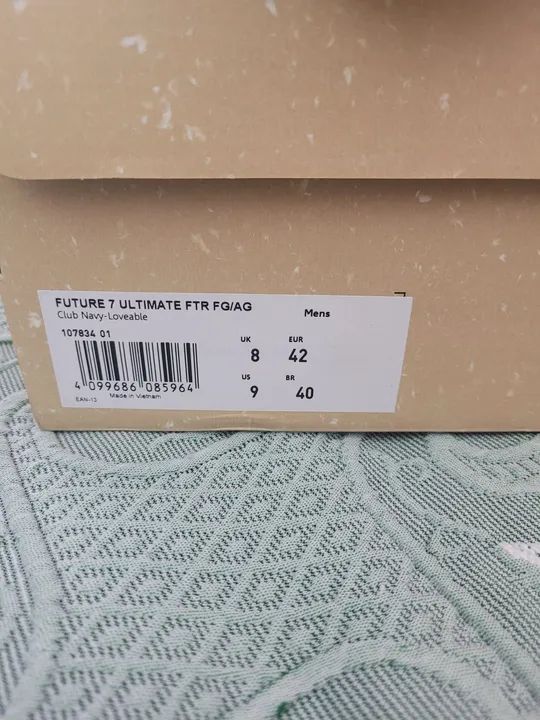 FUTURE 7 ULTIMATE FTR FG/AG
Club Navy-Loveable
Mens
107834 01
UK EUR
8 42
US BR
9 40
4 099686 085964
EAN-13 Made in Vietnam